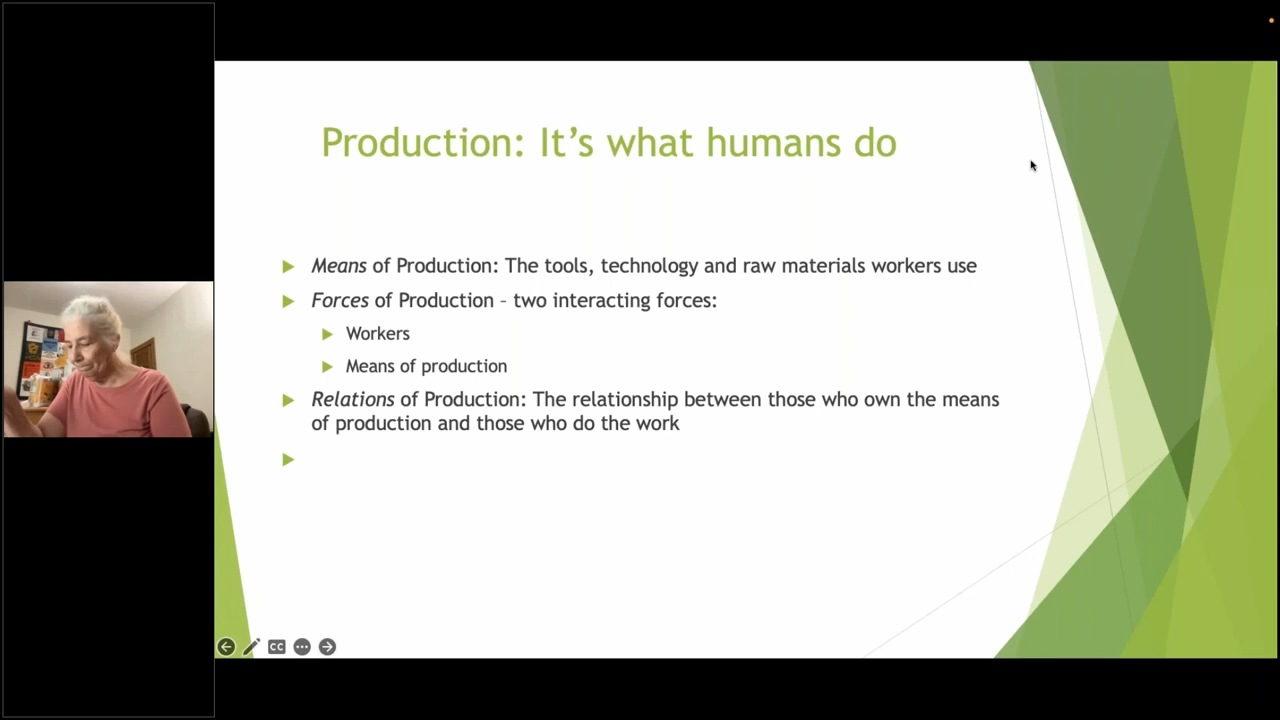 Production: It’s what humans do
Means of Production: The tools, technology and raw materials workers use
Forces of Production – two interacting forces:
Workers
Means of production
Relations of Production: The relationship between those who own the means
of production and those who do the work
CC